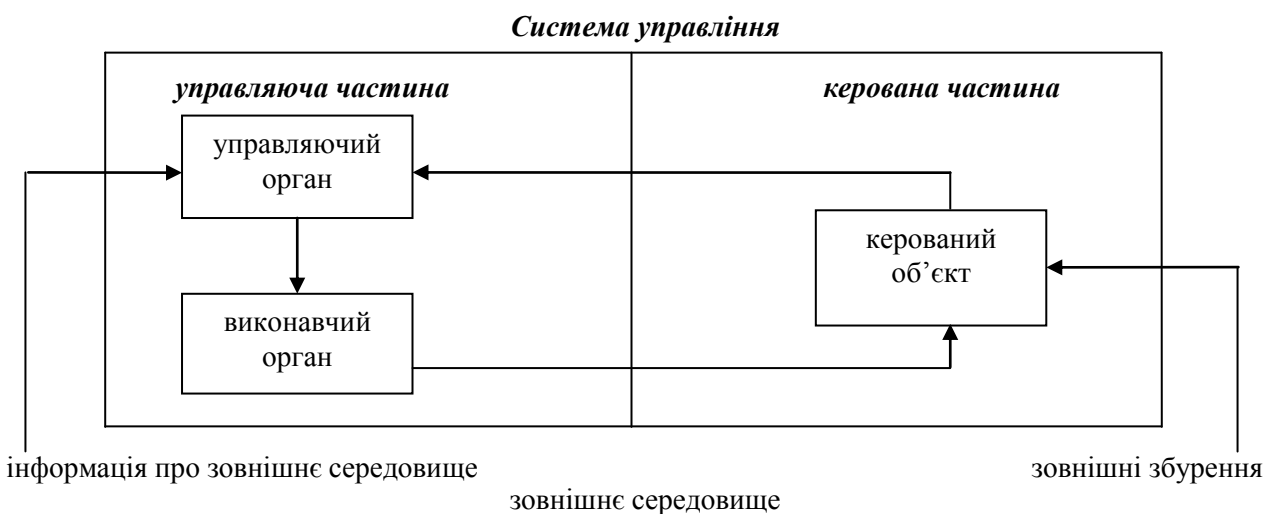 Система управління
управляюча частина
керована частина
управляючий
орган
керований
об’єкт
виконавчий
орган
інформація про зовнішнє середовище
зовнішні збурення
зовнішнє середовище